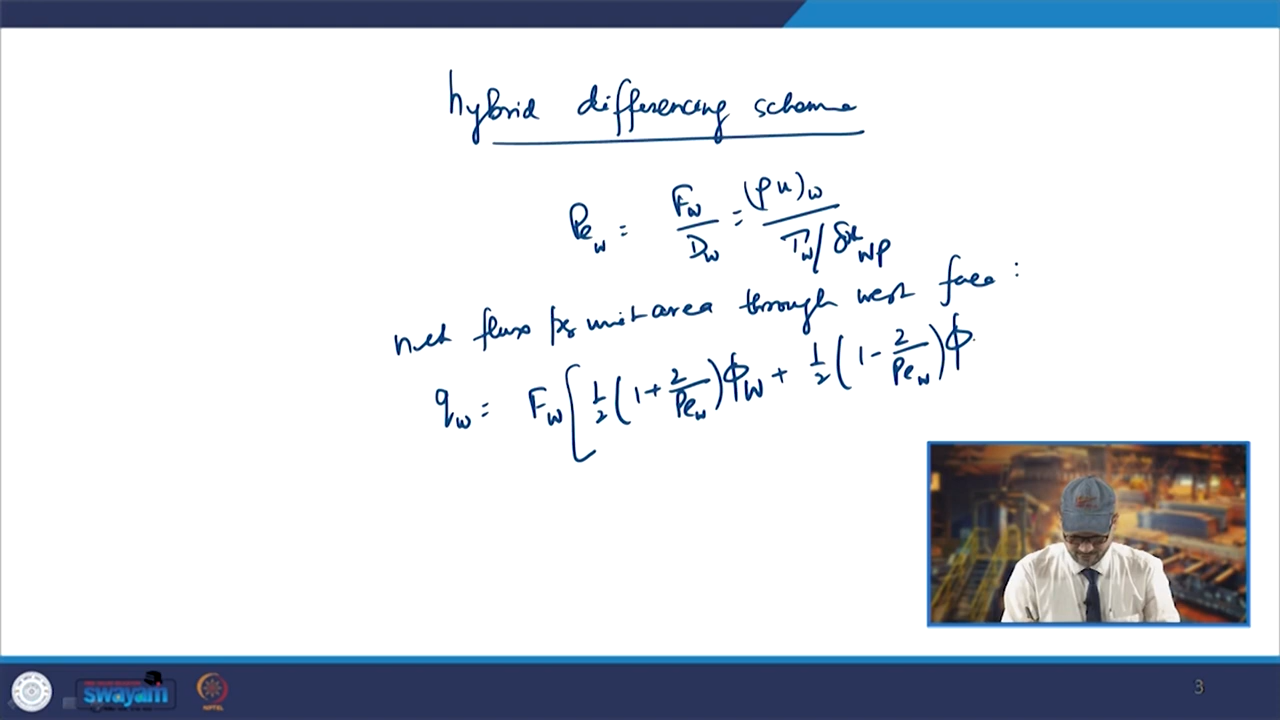 hybrid differencing scheme
Pe_w = F_w / D_w = (ρu)_w / (Γ_w / δx_WP)
net flux per unit area through west face :
q_w = F_w [ 1/2 (1 + 2/Pe_w) ϕ_W + 1/2 (1 - 2/Pe_w) ϕ
swayam
NPTEL
3